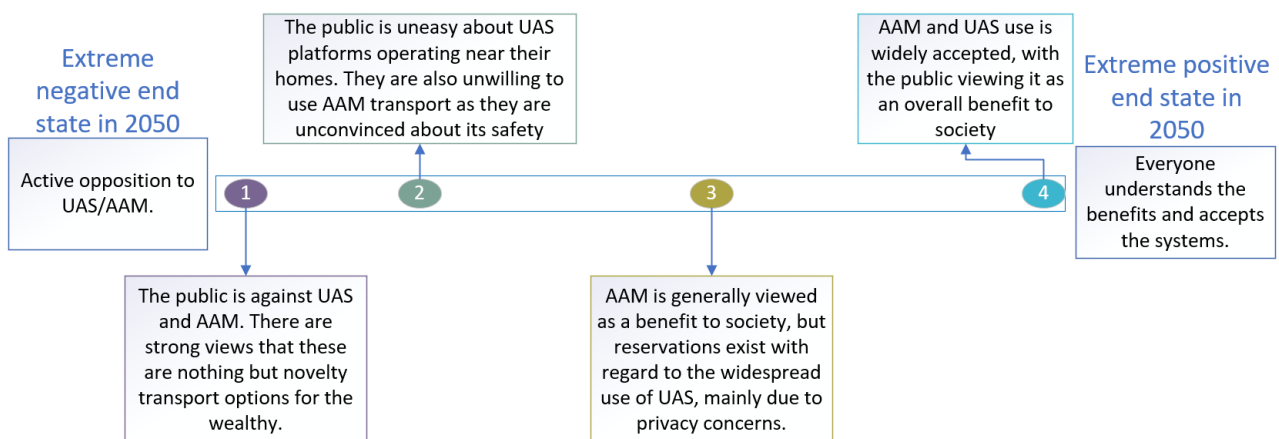 Extreme
negative end
state in 2050
Active opposition to
UAS/AAM.
The public is uneasy about UAS
platforms operating near their
homes. They are also unwilling to
use AAM transport as they are
unconvinced about its safety
AAM and UAS use is
widely accepted, with
the public viewing it as
an overall benefit to
society
Extreme positive
end state in
2050
Everyone
understands the
benefits and accepts
the systems.
1
2
3
4
The public is against UAS
and AAM. There are
strong views that these
are nothing but novelty
transport options for the
wealthy.
AAM is generally viewed
as a benefit to society, but
reservations exist with
regard to the widespread
use of UAS, mainly due to
privacy concerns.